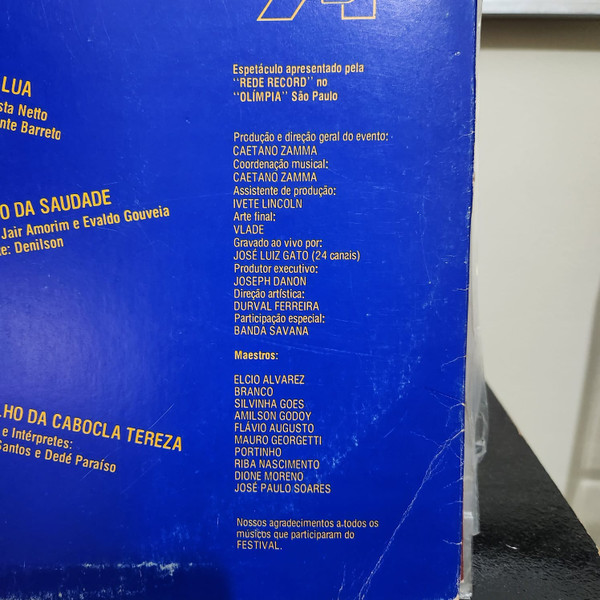 LUA
Netto
Barreto
O DA SAUDADE
Jair Amorim e Evaldo Gouveia
Denilson
DA CABOCLA TEREZA
e Intérpretes:
Santos e Dedé Paraíso
Espetáculo apresentado pela
"REDE RECORD" no
"OLÍMPIA" São Paulo
Produção e direção geral do evento:
CAETANO ZAMMA
Coordenação musical:
CAETANO ZAMMA
Assistente de produção:
IVETE LINCOLN
Arte final:
VLADE
Gravado ao vivo por:
JOSÉ LUIZ GATO (24 canais)
Produtor executivo:
JOSEPH DANON
Direção artística:
DURVAL FERREIRA
Participação especial:
BANDA SAVANA
Maestros:
ELCIO ALVAREZ
BRANCO
SILVINHA GOES
AMILSON GODOY
FLÁVIO AUGUSTO
MAURO GEORGETTI
PORTINHO
RIBA NASCIMENTO
DIONE MORENO
JOSÉ PAULO SOARES
Nossos agradecimentos a todos os
músicos que participaram do
FESTIVAL.